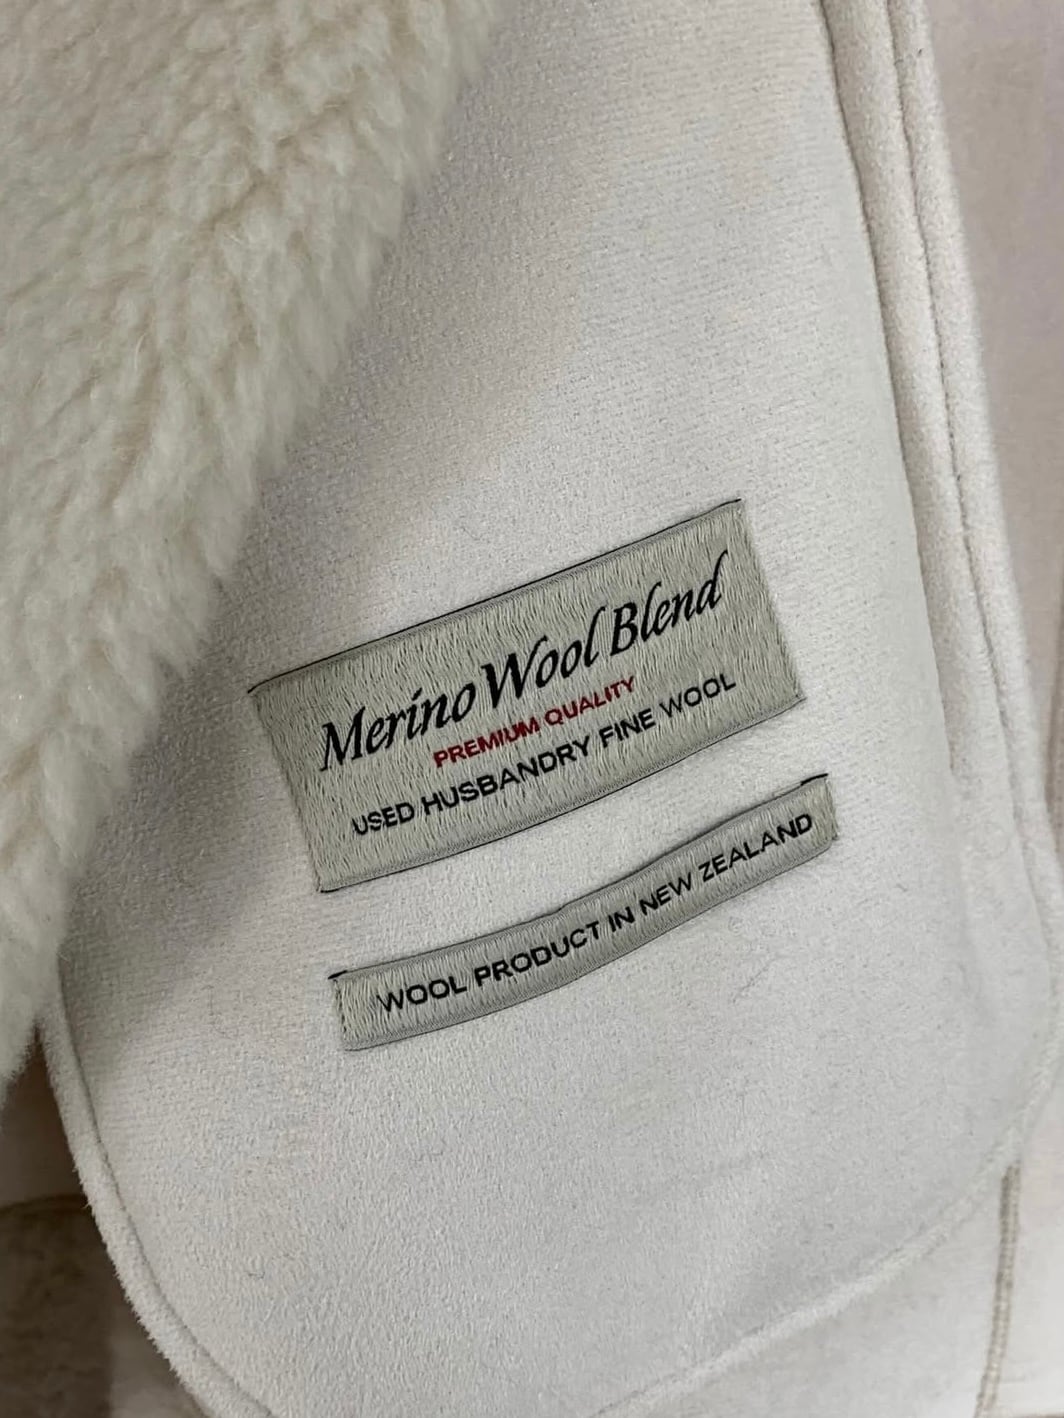 Merino Wool Blend
PREMIUM QUALITY
USED HUSBANDRY FINE WOOL
WOOL PRODUCT IN NEW ZEALAND